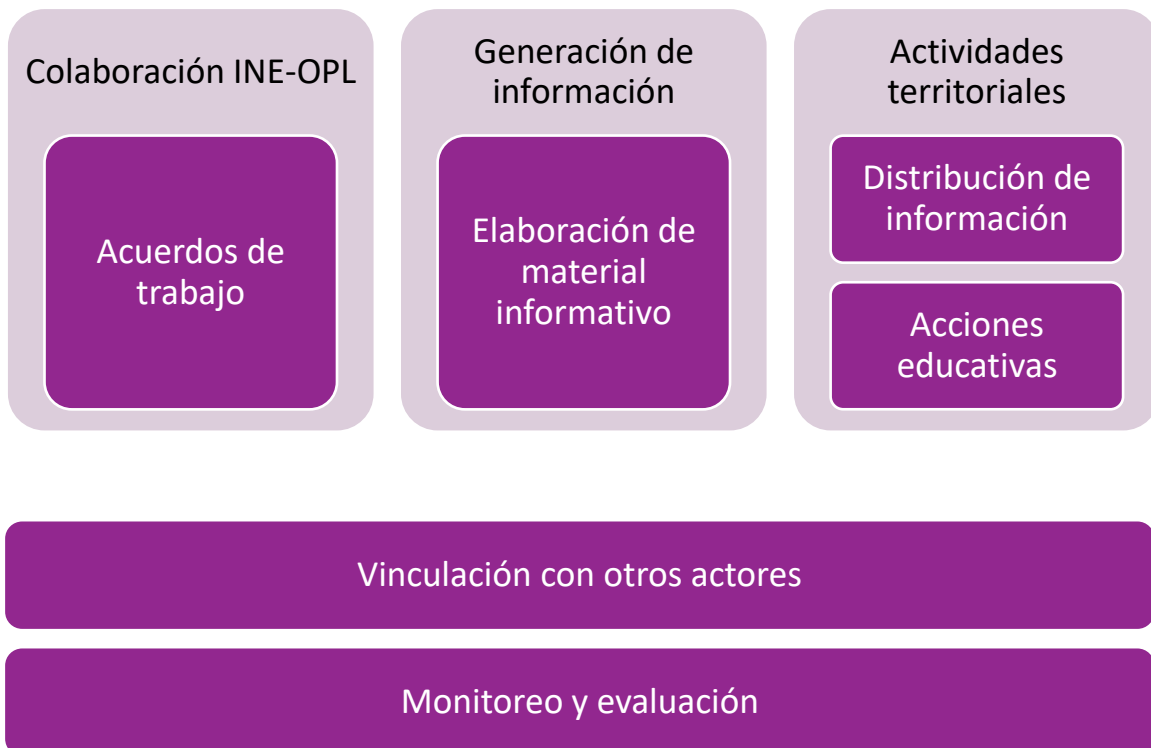 Colaboración INE-OPL
Acuerdos de
trabajo
Generación de
información
Elaboración de
material
informativo
Actividades
territoriales
Distribución de
información
Acciones
educativas
Vinculación con otros actores
Monitoreo y evaluación